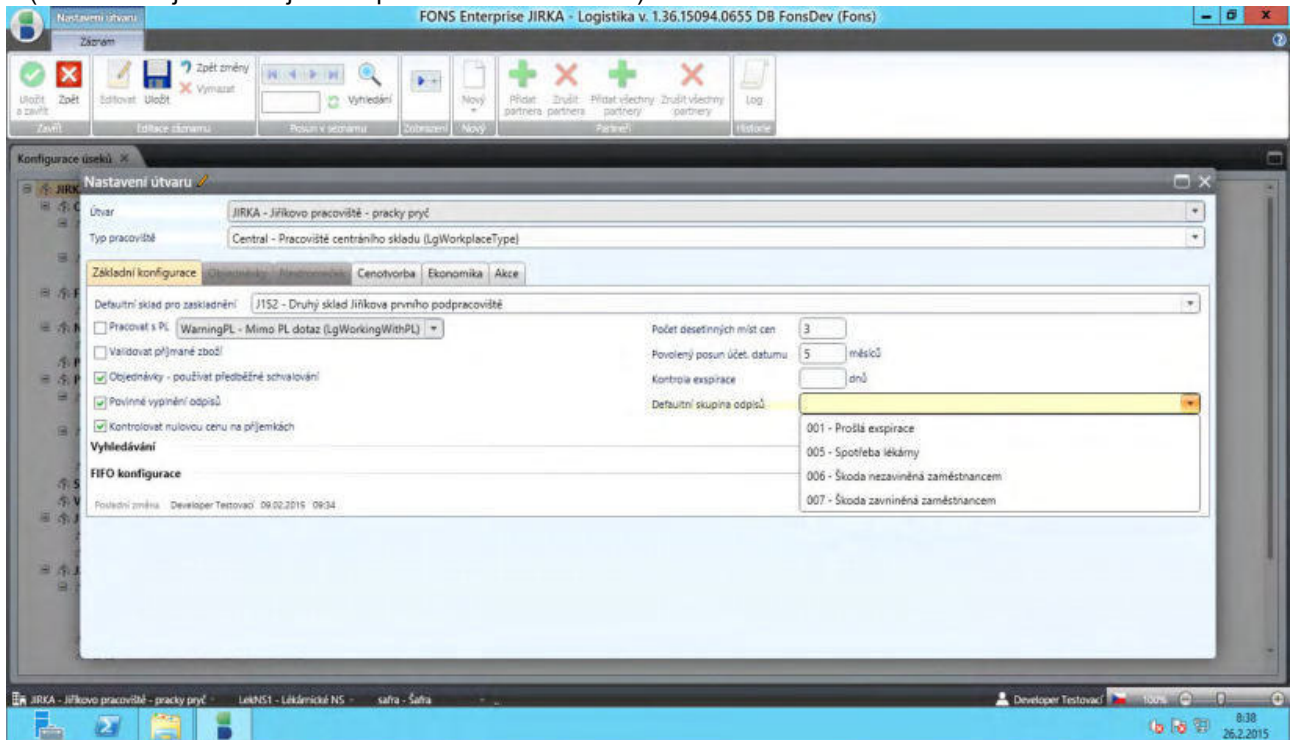 Nastavení útvaru
FONS Enterprise JIRKA - Logistika v. 1.36.15094.0655 DB FonsDev (Fons)
Záznam
Uložit a zavřít
Zpět
Editovat
Uložit
Zpět změny
Vymazat
Vyhledání
Nový
Přidat partnera
Zrušit partnera
Přidat všechny partnery
Zrušit všechny partnery
Log
Zavřít
Editace záznamu
Posun v seznamu
Zobrazení
Nový
Partneři
Historie
Konfigurace úseků
JIRK
Nastavení útvaru
Útvar
JIRKA - Jiříkovo pracoviště - pracky pryč
Typ pracoviště
Central - Pracoviště centrálního skladu (LgWorkplaceType)
Základní konfigurace
Objednávky
Cenotvorba
Ekonomika
Akce
Defaultní sklad pro zaskladnění
J152 - Druhý sklad Jiříkova prvního podpracoviště
Pracovat s PL
WarningPL - Mimo PL dotaz (LgWorkingWithPL)
Počet desetinných míst cen
3
Validovat přijmané zboží
Povolený posun účet. datumu
5
měsíců
Objednávky - používat předběžné schvalování
Kontrola exspirace
dnů
Povinné vyplnění odpisů
Defaultní skupina odpisů
Kontrolovat nulovou cenu na příjemkách
001 - Prošlá exspirace
Vyhledávání
005 - Spotřeba lékárny
FIFO konfigurace
006 - Škoda nezaviněná zaměstnancem
007 - Škoda zavniněná zaměstnancem
Poslední změna Developer Testovací 09.02.2015 09:34
JIRKA - Jiříkovo pracoviště - pracky pryč
LekNS1 - Lékárnické NS
safra - Šafra
Developer Testovací
100%
8:38
26.2.2015